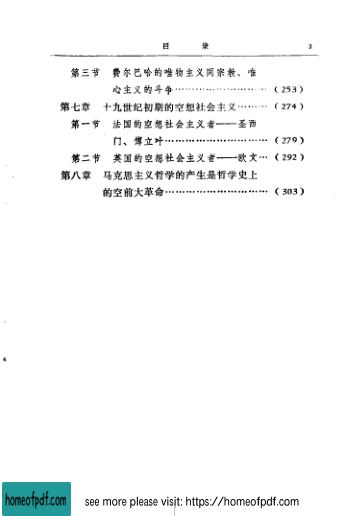 目 录 3
第三节 费尔巴哈的唯物主义同宗教、唯
心主义的斗争………………………（253）
第七章 十九世纪初期的空想社会主义………（274）
第一节 法国的空想社会主义者——圣西
门、傅立叶………………………（279）
第二节 英国的空想社会主义者——欧文…（292）
第八章 马克思主义哲学的产生是哲学史上
的空前大革命………………………（303）
homeofpdf.com see more please visit: https://homeofpdf.com